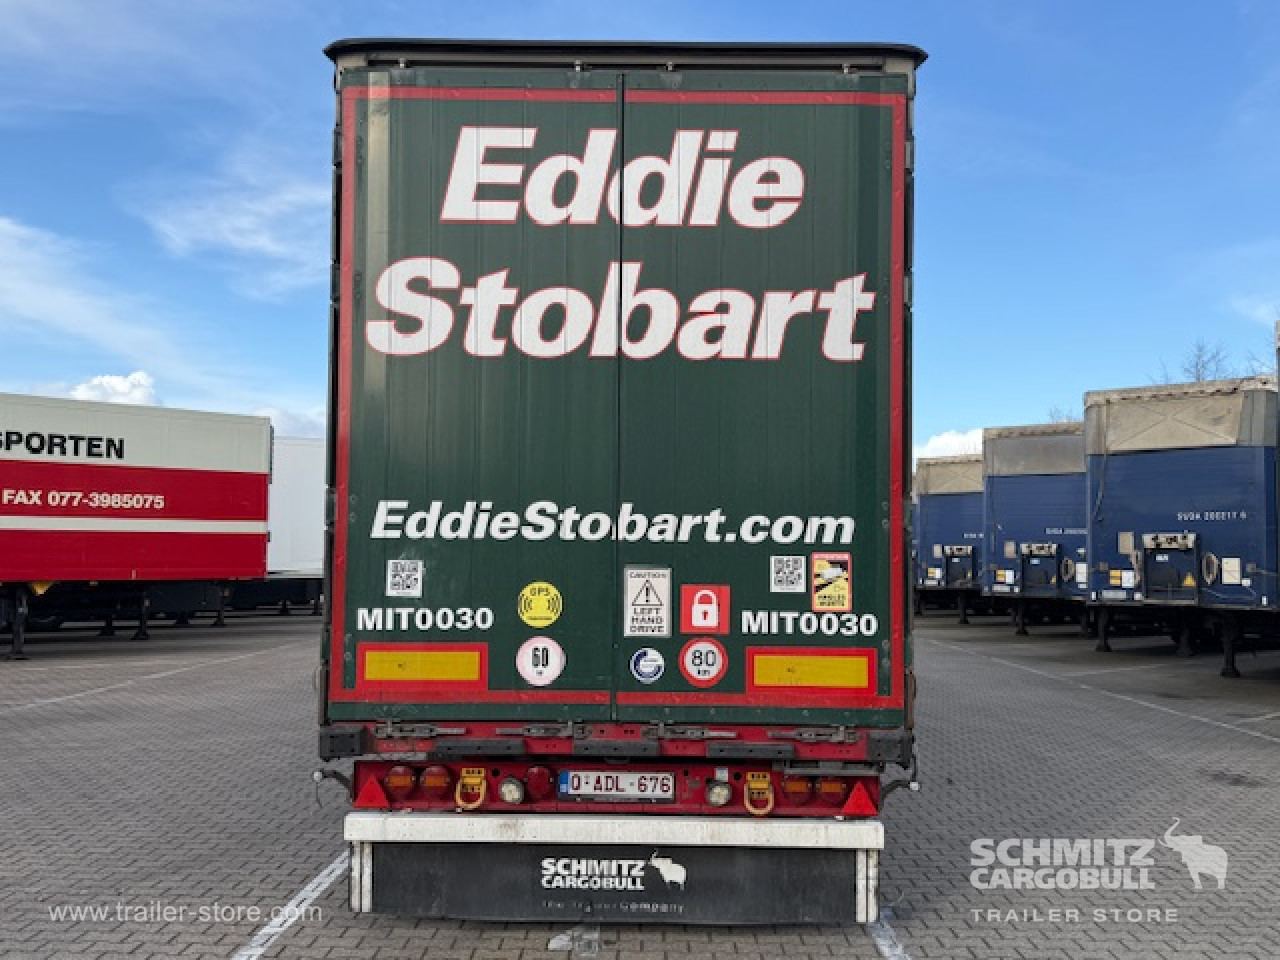 Eddie
Stobart
EddieStobart.com
MIT0030
GPS
CAUTION
LEFT
HAND
DRIVE
MIT0030
60
80
km
O·ADL-676
SCHMITZ
CARGOBULL
The Trailer Company
SPORTEN
FAX 077-3985075
SCHMITZ
CARGOBULL
TRAILER STORE
www.trailer-store.com